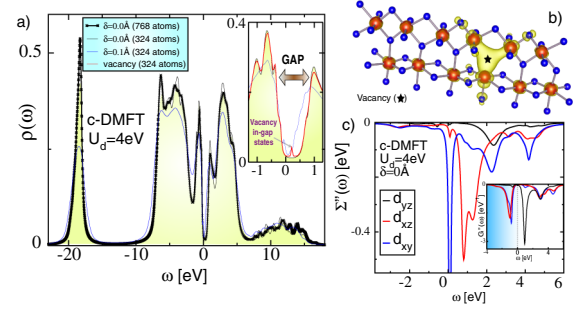 a)
δ=0.0Å (768 atoms)
δ=0.0Å (324 atoms)
δ=0.1Å (324 atoms)
vacancy (324 atoms)
c-DMFT
U_d=4eV
ρ(ω)
0.5
0
-20
-10
0
10
ω [eV]
0.4
GAP
Vacancy
in-gap
states
0
-1
0
1
b)
Vacancy (★)
c)
0
-0.4
Σ''(ω) [eV]
c-DMFT
U_d=4eV
δ=0Å
d_yz
d_xz
d_xy
-2
0
2
4
6
ω [eV]
G''(ω) [eV]
ω [eV]